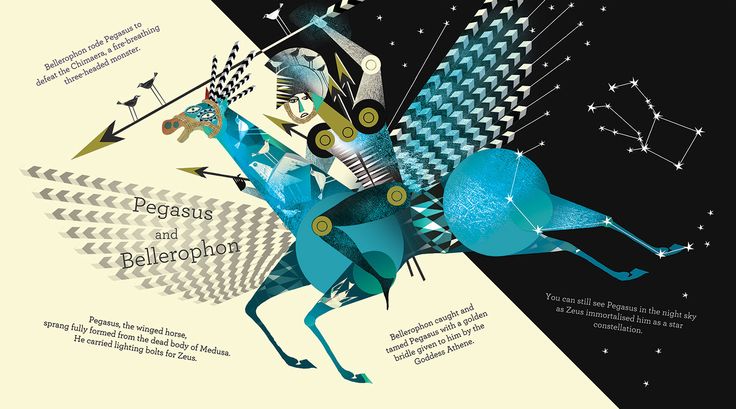 Bellerophon rode Pegasus to
defeat the Chimaera, a fire-breathing
three-headed monster.
Pegasus
and
Bellerophon
Pegasus, the winged horse,
sprang fully formed from the dead body of Medusa.
He carried lighting bolts for Zeus.
Bellerophon caught and
tamed Pegasus with a golden
bridle given to him by the
Goddess Athene.
You can still see Pegasus in the night sky
as Zeus immortalised him as a star
constellation.